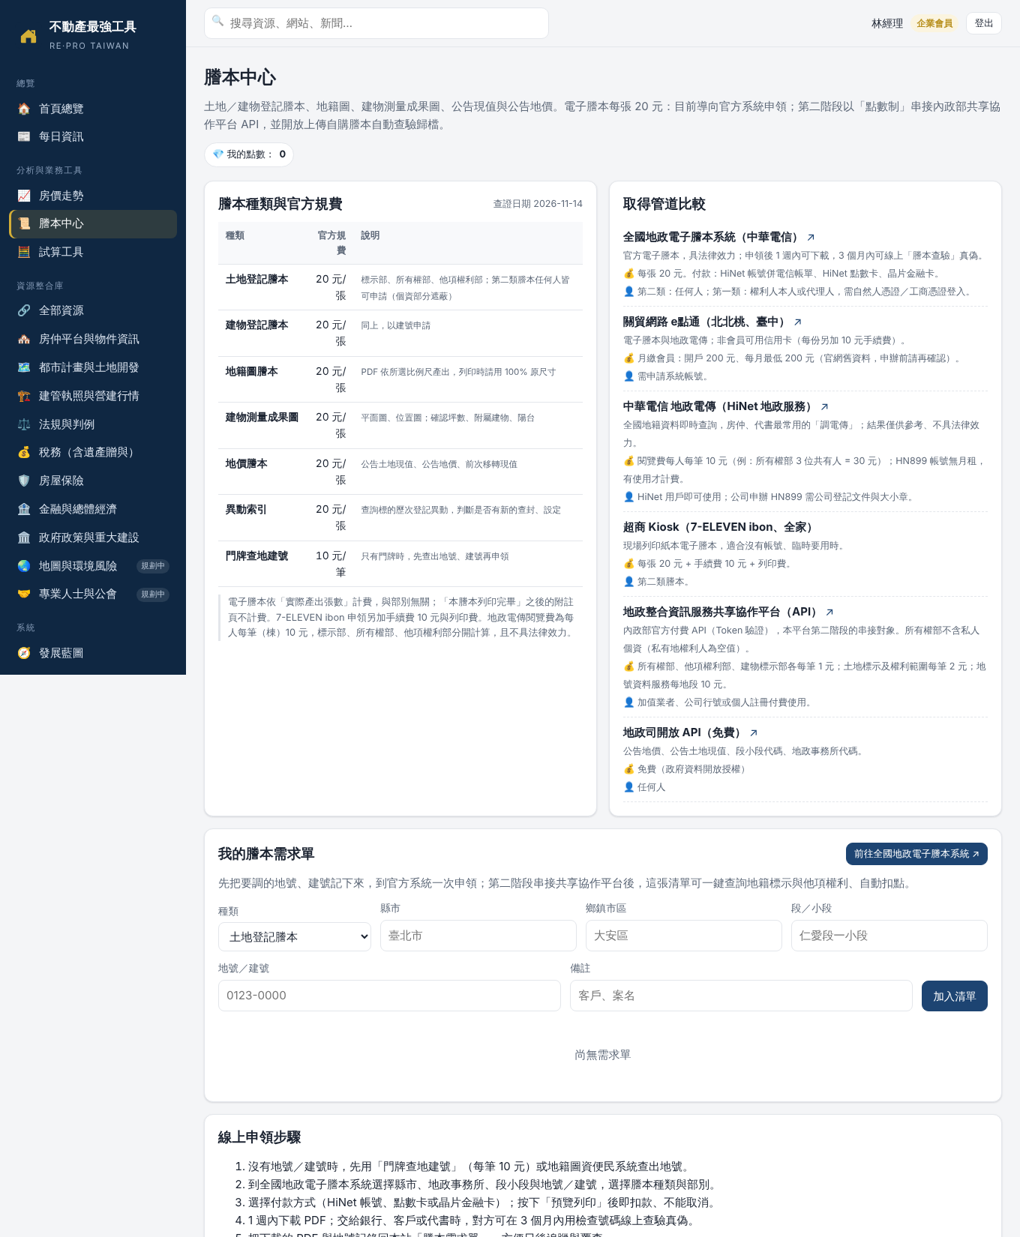 不動產最強工具
RE-PRO TAIWAN
總覽
首頁總覽
每日資訊
分析與業務工具
房價走勢
謄本中心
試算工具
資源整合庫
全部資源
房仲平台與物件資訊
都市計畫與土地開發
建管執照與營建行情
法規與判例
稅務（含遺產贈與）
房屋保險
金融與總體經濟
政府政策與重大建設
地圖與環境風險 規劃中
專業人士與公會 規劃中
系統
發展藍圖
搜尋資源、網站、新聞…
林經理 企業會員 登出
謄本中心
土地／建物登記謄本、地籍圖、建物測量成果圖、公告現值與公告地價。電子謄本每張 20 元：目前導向官方系統申領；第二階段以「點數制」串接內政部共享協
作平台 API，並開放上傳自購謄本自動查驗歸檔。
我的點數： 0
謄本種類與官方規費 查證日期 2026-11-14
種類 官方規
費 說明
土地登記謄本 20 元/
張 標示部、所有權部、他項權利部；第二類謄本任何人皆
可申請（個資部分遮蔽）
建物登記謄本 20 元/
張 同上，以建號申請
地籍圖謄本 20 元/
張 PDF 依所選比例尺產出，列印時請用 100% 原尺寸
建物測量成果圖 20 元/
張 平面圖、位置圖；確認坪數、附屬建物、陽台
地價謄本 20 元/
張 公告土地現值、公告地價、前次移轉現值
異動索引 20 元/
張 查詢標的歷次登記異動，判斷是否有新的查封、設定
門牌查地建號 10 元/
筆 只有門牌時，先查出地號、建號再申領
電子謄本依「實際產出張數」計費，與部別無關；「本謄本列印完畢」之後的附註
頁不計費。7-ELEVEN ibon 申領另加手續費 10 元與列印費。地政電傳閱覽費為每
人每筆（棟）10 元，標示部、所有權部、他項權利部分開計算，且不具法律效力。
取得管道比較
全國地政電子謄本系統（中華電信） ↗
官方電子謄本，具法律效力；申領後 1 週內可下載，3 個月內可線上「謄本查驗」真偽。
每張 20 元。付款：HiNet 帳號併電信帳單、HiNet 點數卡、晶片金融卡。
第二類：任何人；第一類：權利人本人或代理人，需自然人憑證／工商憑證登入。
關貿網路 e點通（北北桃、臺中） ↗
電子謄本與地政電傳；非會員可用信用卡（每份另加 10 元手續費）。
月繳會員：開戶 200 元、每月最低 200 元（官網舊資料，申辦前請再確認）。
需申請系統帳號。
中華電信 地政電傳（HiNet 地政服務） ↗
全國地籍資料即時查詢，房仲、代書最常用的「調電傳」；結果僅供參考、不具法律效
力。
閱覽費每人每筆 10 元（例：所有權部 3 位共有人 = 30 元）；HN899 帳號無月租，
有使用才計費。
HiNet 用戶即可使用；公司申辦 HN899 需公司登記文件與大小章。
超商 Kiosk（7-ELEVEN ibon、全家）
現場列印紙本電子謄本，適合沒有帳號、臨時要用時。
每張 20 元 + 手續費 10 元 + 列印費。
第二類謄本。
地政整合資訊服務共享協作平台（API） ↗
內政部官方付費 API（Token 驗證），本平台第二階段的串接對象。所有權部不含私人
個資（私有地權利人為空值）。
所有權部、他項權利部、建物標示部各每筆 1 元；土地標示及權利範圍每筆 2 元；地
號資料服務每地段 10 元。
加值業者、公司行號或個人註冊付費使用。
地政司開放 API（免費） ↗
公告地價、公告土地現值、段小段代碼、地政事務所代碼。
免費（政府資料開放授權）
任何人
我的謄本需求單 前往全國地政電子謄本系統 ↗
先把要調的地號、建號記下來，到官方系統一次申領；第二階段串接共享協作平台後，這張清單可一鍵查詢地籍標示與他項權利、自動扣點。
種類 縣市 鄉鎮市區 段／小段
土地登記謄本 臺北市 大安區 仁愛段一小段
地號／建號 備註
0123-0000 客戶、案名 加入清單
尚無需求單
線上申領步驟
1. 沒有地號／建號時，先用「門牌查地建號」（每筆 10 元）或地籍圖資便民系統查出地號。
2. 到全國地政電子謄本系統選擇縣市、地政事務所、段小段與地號／建號，選擇謄本種類與部別。
3. 選擇付款方式（HiNet 帳號、點數卡或晶片金融卡）；按下「預覽列印」後即扣款、不能取消。
4. 1 週內下載 PDF；交給銀行、客戶或代書時，對方可在 3 個月內用檢查號碼線上查驗真偽。